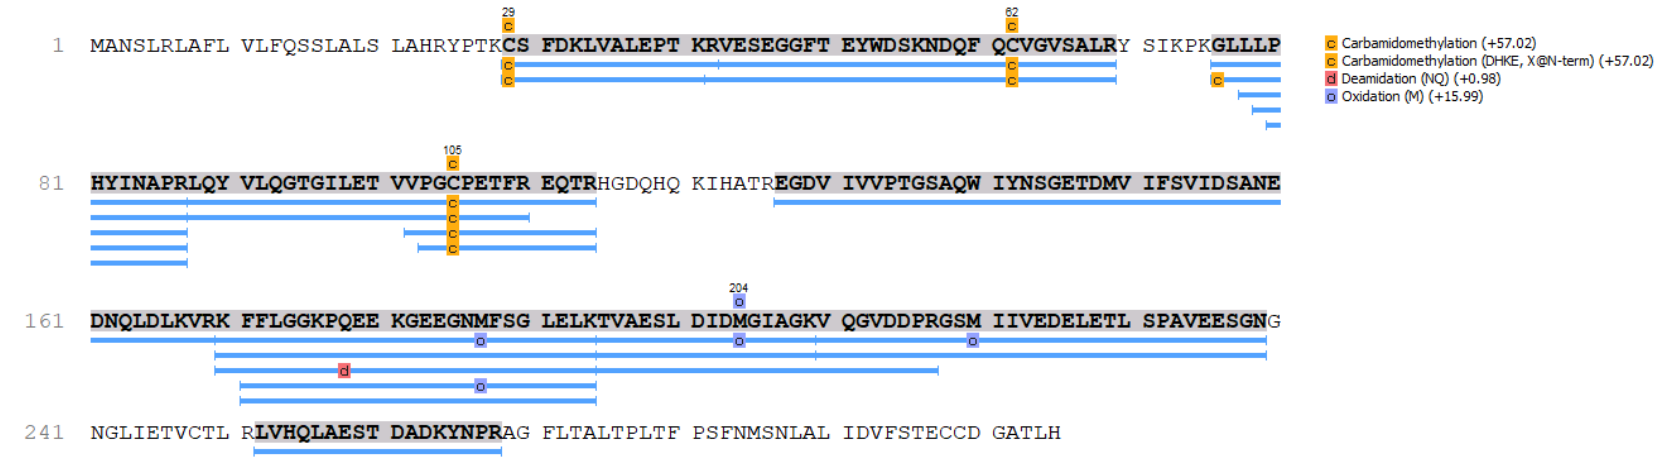 29 62
c c
1 MANSLRLAFL VLFQSSLALS LAHRYPTKCS FDKLVALEPT KRVESEGGFT EYWDSKNDQF QCVGVSALRY SIKPKGLLLP
c c
c c c
c Carbamidomethylation (+57.02)
c Carbamidomethylation (DHKE, X@N-term) (+57.02)
d Deamidation (NQ) (+0.98)
o Oxidation (M) (+15.99)
105
c
81 HYINAPRLQY VLQGTGILET VVPGCPETFR EQTRHGDQHQ KIHATREGDV IVVPTGSAQW IYNSGETDMV IFSVIDSANE
c
c
c
c
204
o
161 DNQLDLKVRK FFLGGKPQEE KGEEGNMFSG LELKTVAESL DIDMGIAGKV QGVDDPRGSM IIVEDELETL SPAVEESGNG
o o o
d
o
241 NGLIETVCTL RLVHQLAEST DADKYNPRAG FLTALTPLTF PSFNMSNLAL IDVFSTECCD GATLH